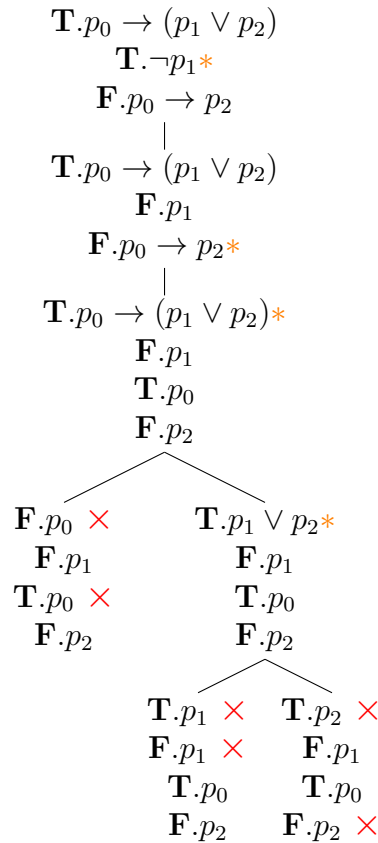 T.p₀ → (p₁ ∨ p₂)
T.¬p₁*
F.p₀ → p₂
T.p₀ → (p₁ ∨ p₂)
F.p₁
F.p₀ → p₂*
T.p₀ → (p₁ ∨ p₂)*
F.p₁
T.p₀
F.p₂
F.p₀ ×
F.p₁
T.p₀ ×
F.p₂
T.p₁ ∨ p₂*
F.p₁
T.p₀
F.p₂
T.p₁ ×
F.p₁ ×
T.p₀
F.p₂
T.p₂ ×
F.p₁
T.p₀
F.p₂ ×